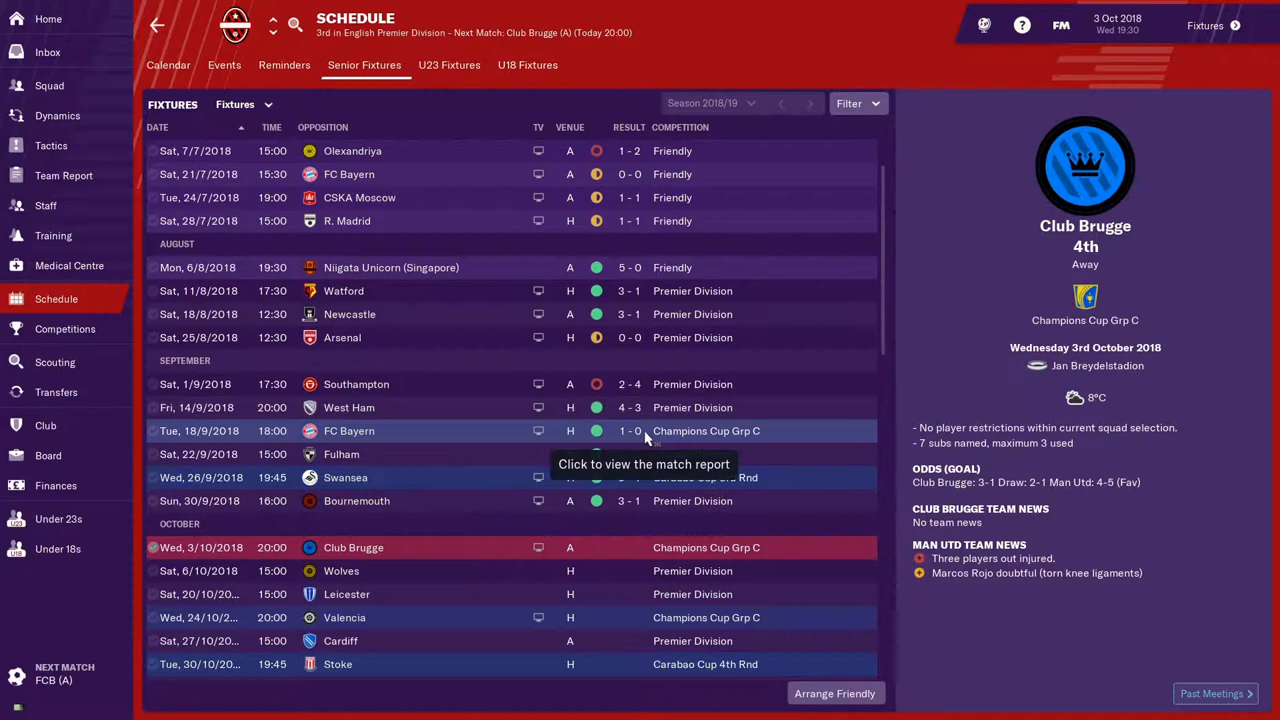 Home
Inbox
Squad
Dynamics
Tactics
Team Report
Staff
Training
Medical Centre
Schedule
Competitions
Scouting
Transfers
Club
Board
Finances
Under 23s
Under 18s
NEXT MATCH
FCB (A)
SCHEDULE
3rd in English Premier Division - Next Match: Club Brugge (A) (Today 20:00)
FM
3 Oct 2018
Wed 19:30
Fixtures
Calendar Events Reminders Senior Fixtures U23 Fixtures U18 Fixtures
FIXTURES Fixtures Season 2018/19 Filter
DATE TIME OPPOSITION TV VENUE RESULT COMPETITION
Sat, 7/7/2018 15:00 Olexandriya A 1 - 2 Friendly
Sat, 21/7/2018 15:30 FC Bayern A 0 - 0 Friendly
Tue, 24/7/2018 19:00 CSKA Moscow A 1 - 1 Friendly
Sat, 28/7/2018 15:00 R. Madrid H 1 - 1 Friendly
AUGUST
Mon, 6/8/2018 19:30 Niigata Unicorn (Singapore) A 5 - 0 Friendly
Sat, 11/8/2018 17:30 Watford H 3 - 1 Premier Division
Sat, 18/8/2018 12:30 Newcastle H 3 - 1 Premier Division
Sat, 25/8/2018 12:30 Arsenal H 0 - 0 Premier Division
SEPTEMBER
Sat, 1/9/2018 17:30 Southampton A 2 - 4 Premier Division
Fri, 14/9/2018 20:00 West Ham H 4 - 3 Premier Division
Tue, 18/9/2018 18:00 FC Bayern H 1 - 0 Champions Cup Grp C
Sat, 22/9/2018 15:00 Fulham
Click to view the match report
Wed, 26/9/2018 19:45 Swansea Rnd
Sun, 30/9/2018 16:00 Bournemouth A 3 - 1 Premier Division
OCTOBER
Wed, 3/10/2018 20:00 Club Brugge A Champions Cup Grp C
Sat, 6/10/2018 15:00 Wolves H Premier Division
Sat, 20/10/20... 15:00 Leicester H Premier Division
Wed, 24/10/2... 20:00 Valencia H Champions Cup Grp C
Sat, 27/10/20... 15:00 Cardiff A Premier Division
Tue, 30/10/20... 19:45 Stoke H Carabao Cup 4th Rnd
Arrange Friendly
Club Brugge
4th
Away
Champions Cup Grp C
Wednesday 3rd October 2018
Jan Breydelstadion
8°C
- No player restrictions within current squad selection.
- 7 subs named, maximum 3 used
ODDS (GOAL)
Club Brugge: 3-1 Draw: 2-1 Man Utd: 4-5 (Fav)
CLUB BRUGGE TEAM NEWS
No team news
MAN UTD TEAM NEWS
Three players out injured.
Marcos Rojo doubtful (torn knee ligaments)
Past Meetings